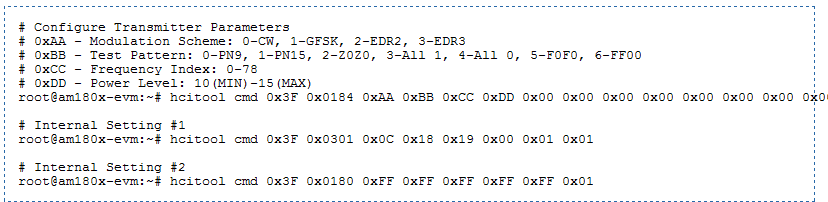 # Configure Transmitter Parameters
# 0xAA - Modulation Scheme: 0-CW, 1-GFSK, 2-EDR2, 3-EDR3
# 0xBB - Test Pattern: 0-PN9, 1-PN15, 2-Z0Z0, 3-All 1, 4-All 0, 5-F0F0, 6-FF00
# 0xCC - Frequency Index: 0-78
# 0xDD - Power Level: 10(MIN)-15(MAX)
root@am180x-evm:~# hcitool cmd 0x3F 0x0184 0xAA 0xBB 0xCC 0xDD 0x00 0x00 0x00 0x00 0x00 0x00 0x00
# Internal Setting #1
root@am180x-evm:~# hcitool cmd 0x3F 0x0301 0x0C 0x18 0x19 0x00 0x01 0x01
# Internal Setting #2
root@am180x-evm:~# hcitool cmd 0x3F 0x0180 0xFF 0xFF 0xFF 0xFF 0xFF 0x01